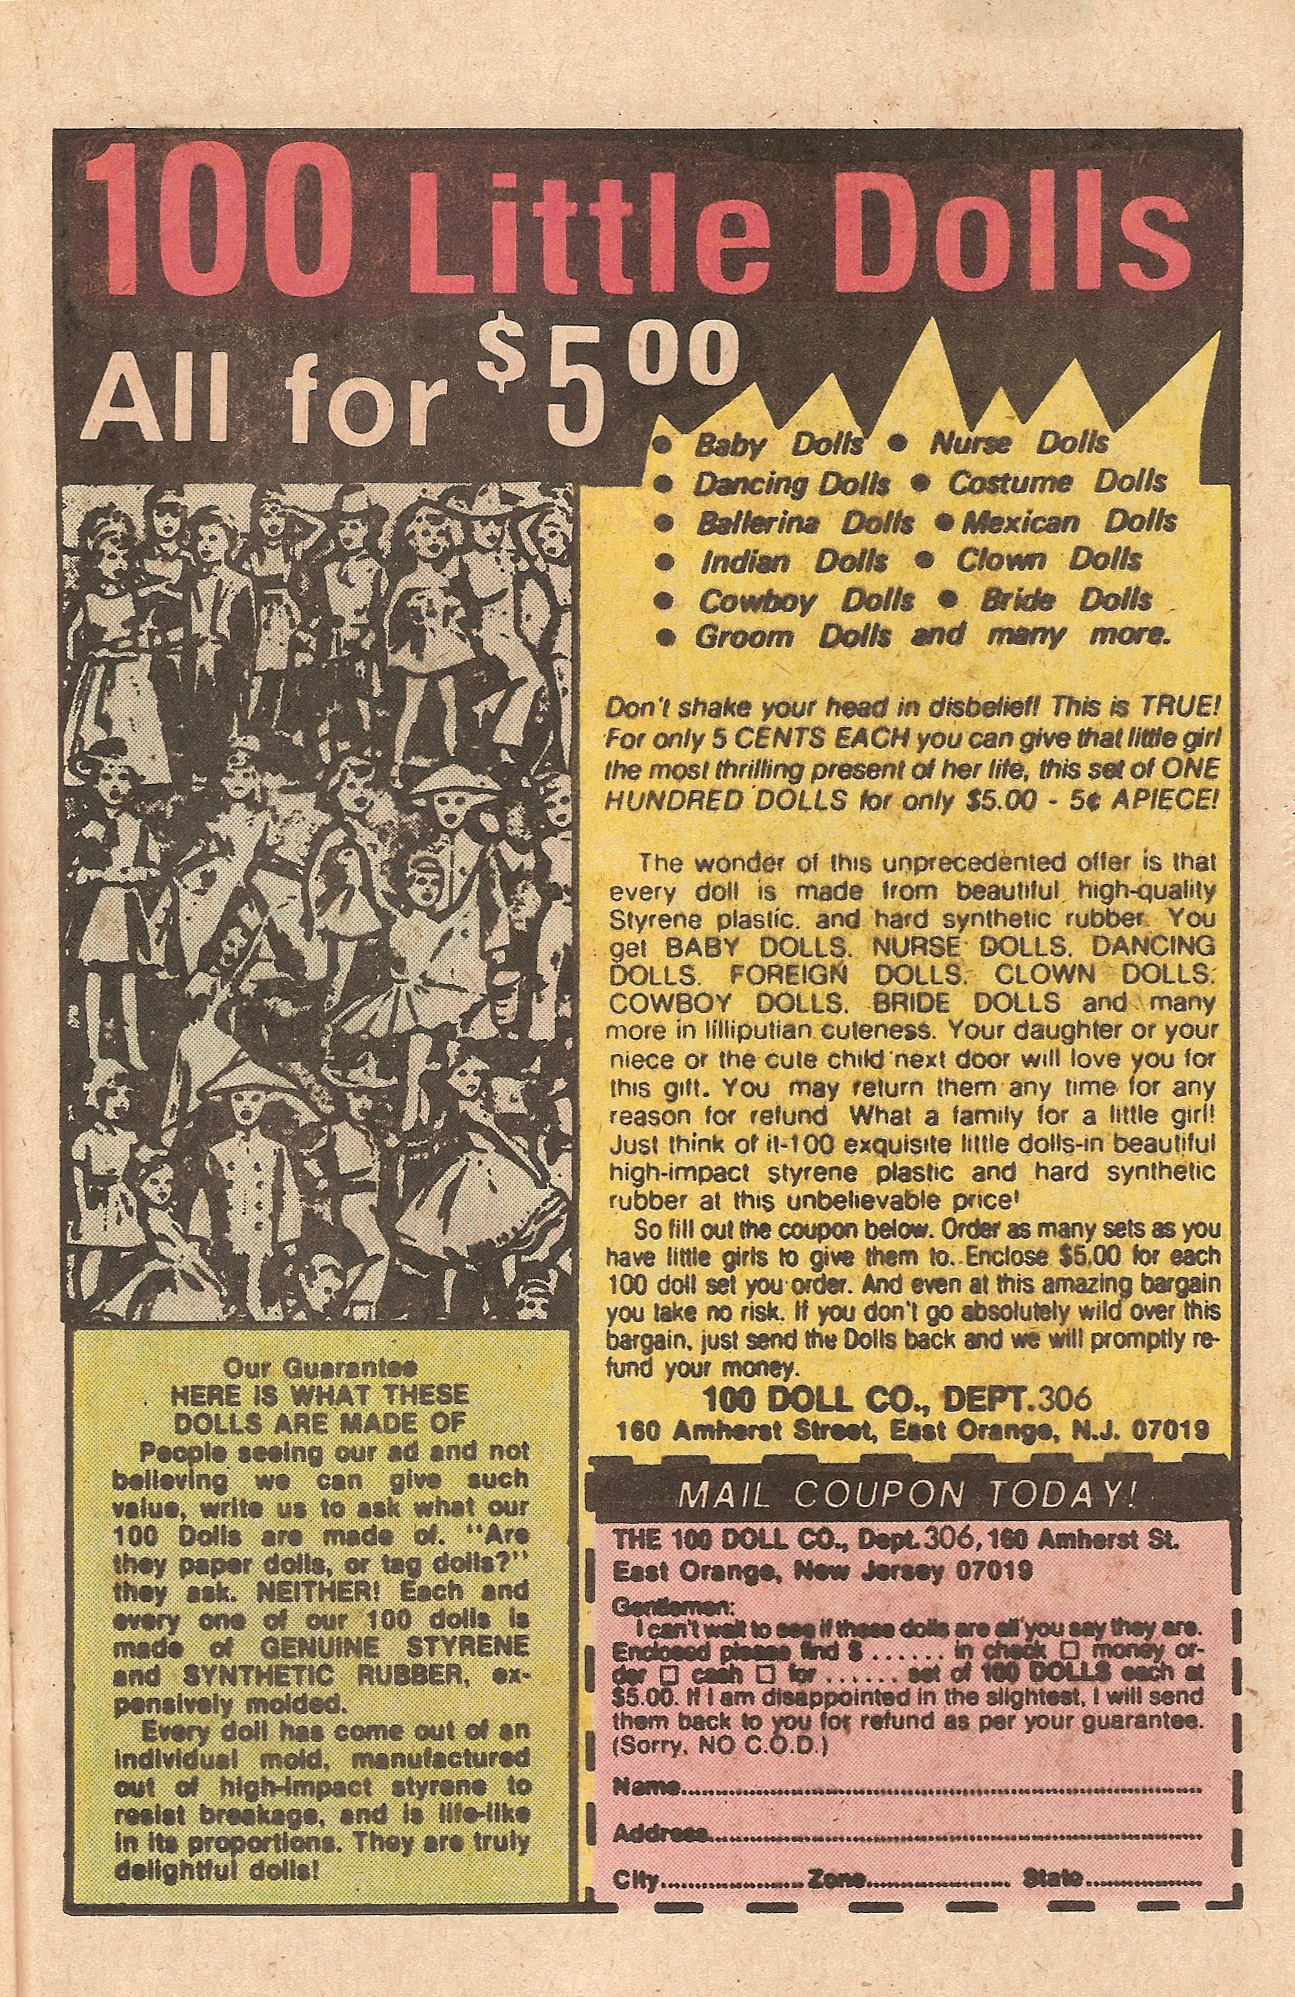 100 Little Dolls
All for $5 00
• Baby Dolls • Nurse Dolls
• Dancing Dolls • Costume Dolls
• Ballerina Dolls • Mexican Dolls
• Indian Dolls • Clown Dolls
• Cowboy Dolls • Bride Dolls
• Groom Dolls and many more.
Don't shake your head in disbelief! This is TRUE!
For only 5 CENTS EACH you can give that little girl
the most thrilling present of her life, this set of ONE
HUNDRED DOLLS for only $5.00 - 5¢ APIECE!
The wonder of this unprecedented offer is that
every doll is made from beautiful high-quality
Styrene plastic. and hard synthetic rubber. You
get BABY DOLLS. NURSE DOLLS. DANCING
DOLLS. FOREIGN DOLLS. CLOWN DOLLS.
COWBOY DOLLS. BRIDE DOLLS and many
more in lilliputian cuteness. Your daughter or your
niece or the cute child next door will love you for
this gift. You may return them any time for any
reason for refund What a family for a little girl!
Just think of it-100 exquisite little dolls-in beautiful
high-impact styrene plastic and hard synthetic
rubber at this unbelievable price!
So fill out the coupon below. Order as many sets as you
have little girls to give them to. Enclose $5.00 for each
100 doll set you order. And even at this amazing bargain
you take no risk. If you don't go absolutely wild over this
bargain, just send the Dolls back and we will promptly re-
fund your money.
100 DOLL CO., DEPT.306
160 Amherst Street, East Orange, N.J. 07019
Our Guarantee
HERE IS WHAT THESE
DOLLS ARE MADE OF
People seeing our ad and not
believing we can give such
value, write us to ask what our
100 Dolls are made of. "Are
they paper dolls, or tag dolls?"
they ask. NEITHER! Each and
every one of our 100 dolls is
made of GENUINE STYRENE
and SYNTHETIC RUBBER, ex-
pensively molded.
Every doll has come out of an
individual mold, manufactured
out of high-impact styrene to
resist breakage, and is life-like
in its proportions. They are truly
delightful dolls!
MAIL COUPON TODAY!
THE 100 DOLL CO., Dept.306, 160 Amherst St.
East Orange, New Jersey 07019
Gentlemen:
I can't wait to see if these dolls are all you say they are.
Enclosed please find $ ...... in check □ money or-
der □ cash □ for ...... set of 100 DOLLS each at
$5.00. If I am disappointed in the slightest, I will send
them back to you for refund as per your guarantee.
(Sorry, NO C.O.D.)
Name
Address
City Zone State